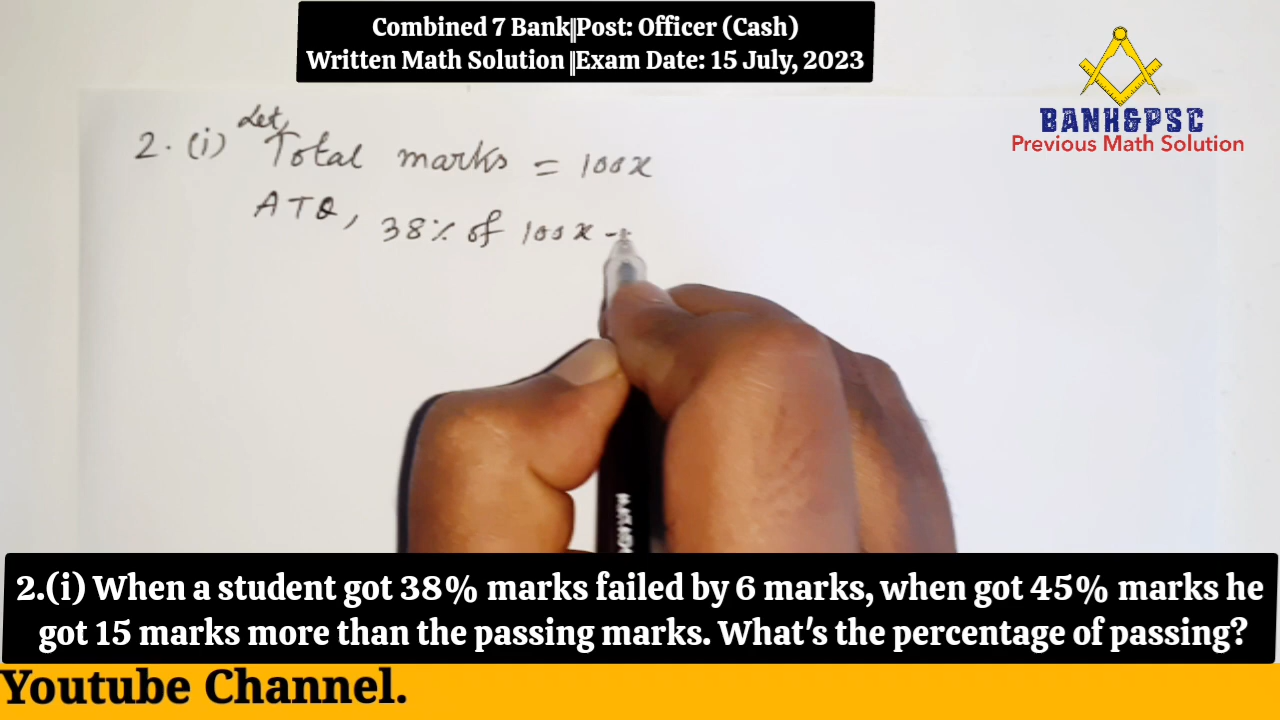 Combined 7 Bank||Post: Officer (Cash)
Written Math Solution ||Exam Date: 15 July, 2023
BANK&PSC
Previous Math Solution
2. (i) Let, Total marks = 100x
ATQ, 38% of 100x +
2.(i) When a student got 38% marks failed by 6 marks, when got 45% marks he
got 15 marks more than the passing marks. What's the percentage of passing?
Youtube Channel.